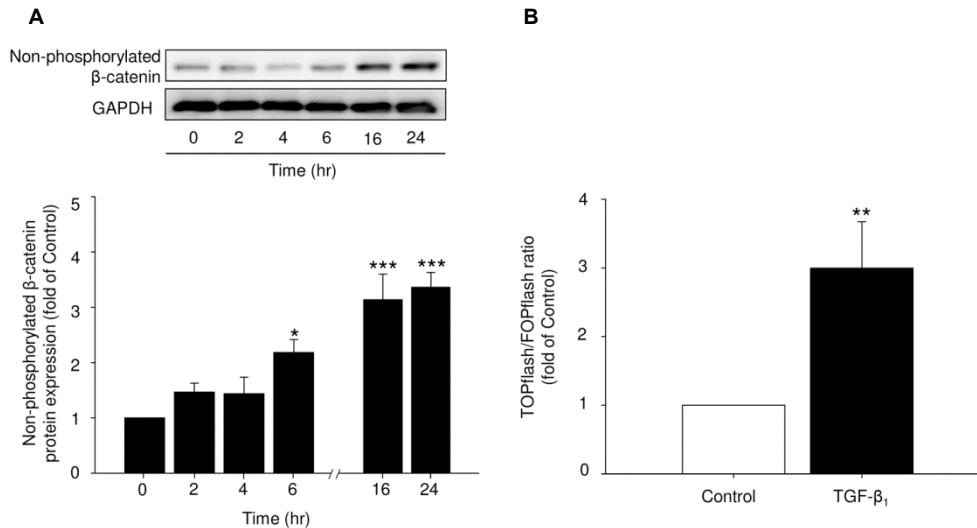 A
Non-phosphorylated
β-catenin
GAPDH
0 2 4 6 16 24
Time (hr)
Non-phosphorylated β-catenin
protein expression (fold of Control)
5
4
3
2
1
0
*
***
***
0 2 4 6 16 24
Time (hr)
B
TOPflash/FOPflash ratio
(fold of Control)
4
3
2
1
0
**
Control TGF-β₁